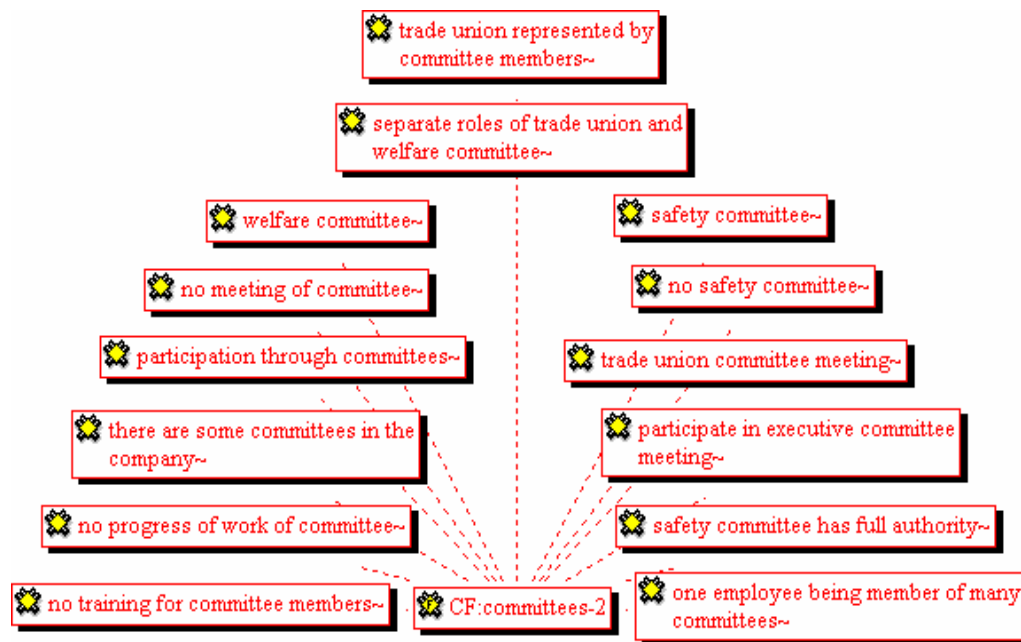 trade union represented by
committee members~
separate roles of trade union and
welfare committee~
welfare committee~
safety committee~
no meeting of committee~
no safety committee~
participation through committees~
trade union committee meeting~
there are some committees in the
company~
participate in executive committee
meeting~
no progress of work of committee~
safety committee has full authority~
no training for committee members~
F CF:committees-2
one employee being member of many
committees~